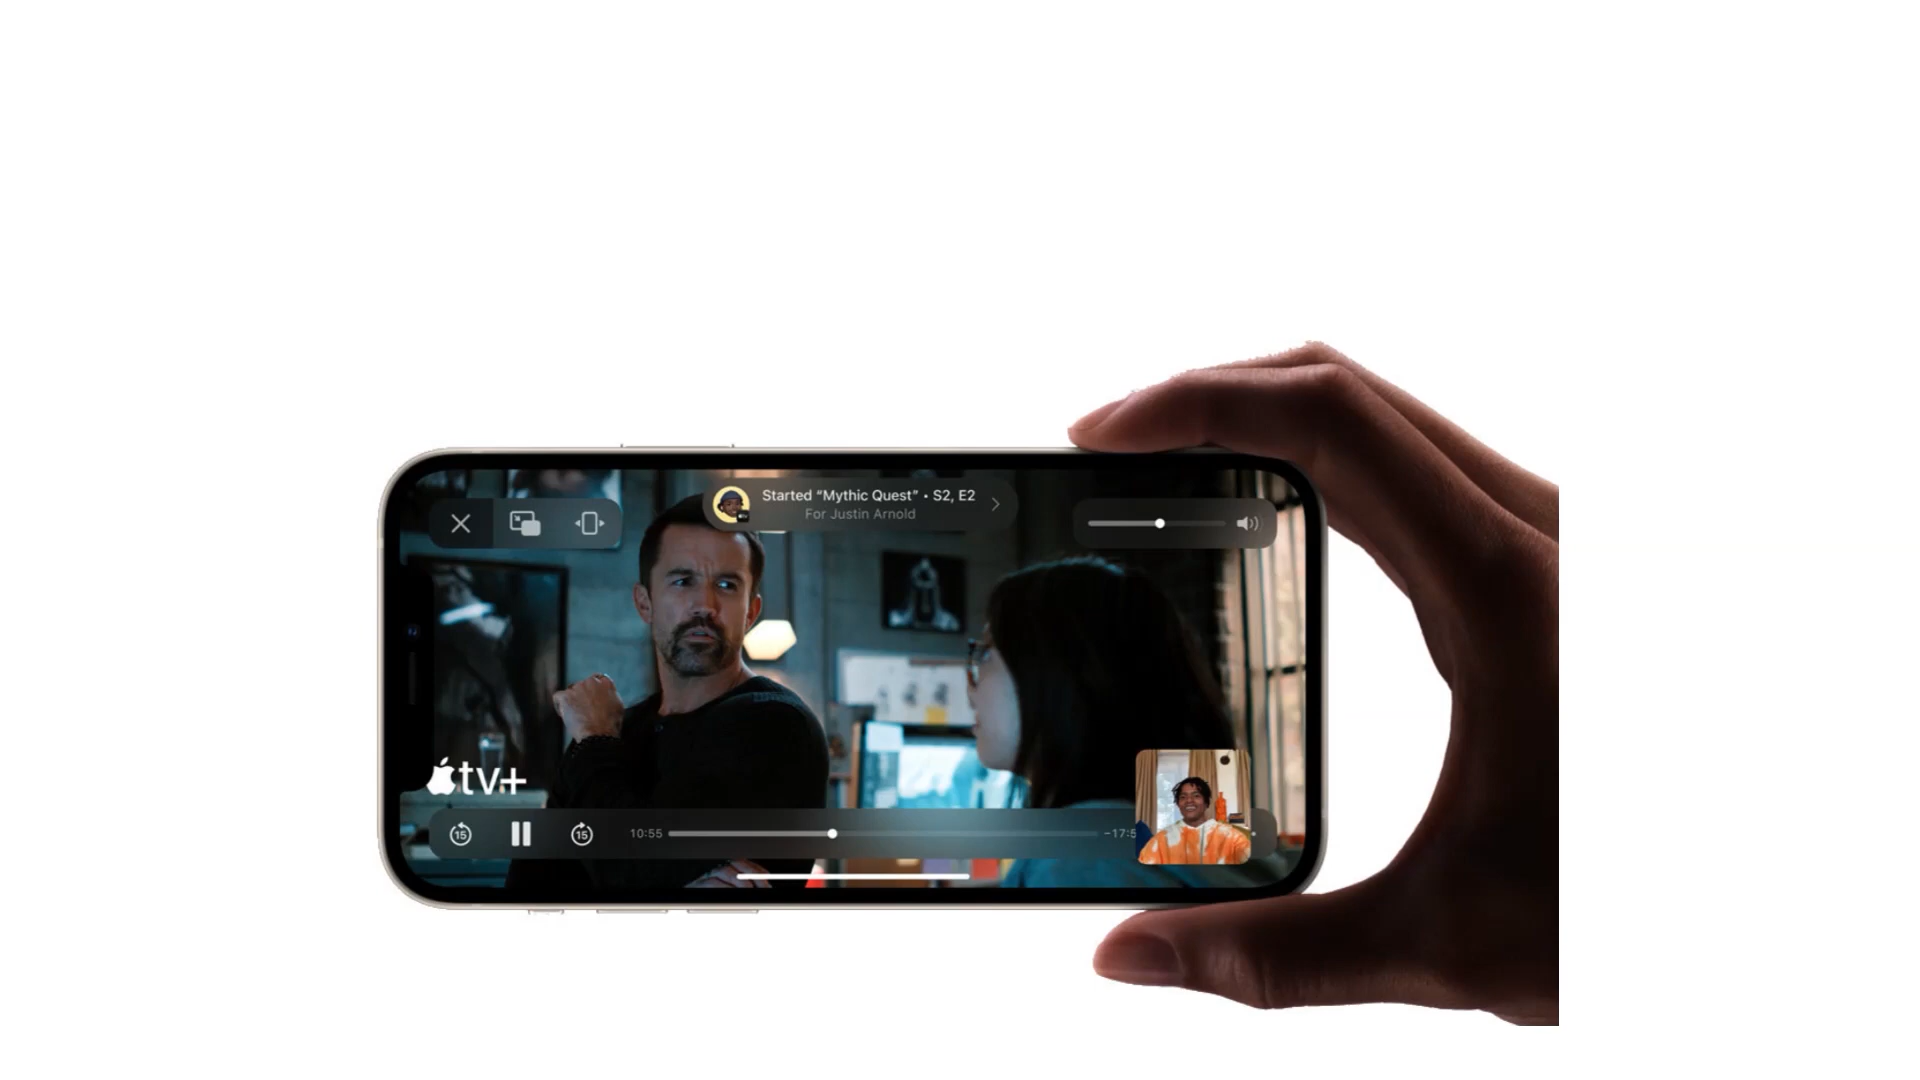 Started “Mythic Quest” • S2, E2
For Justin Arnold
tv+
15
15
10:55